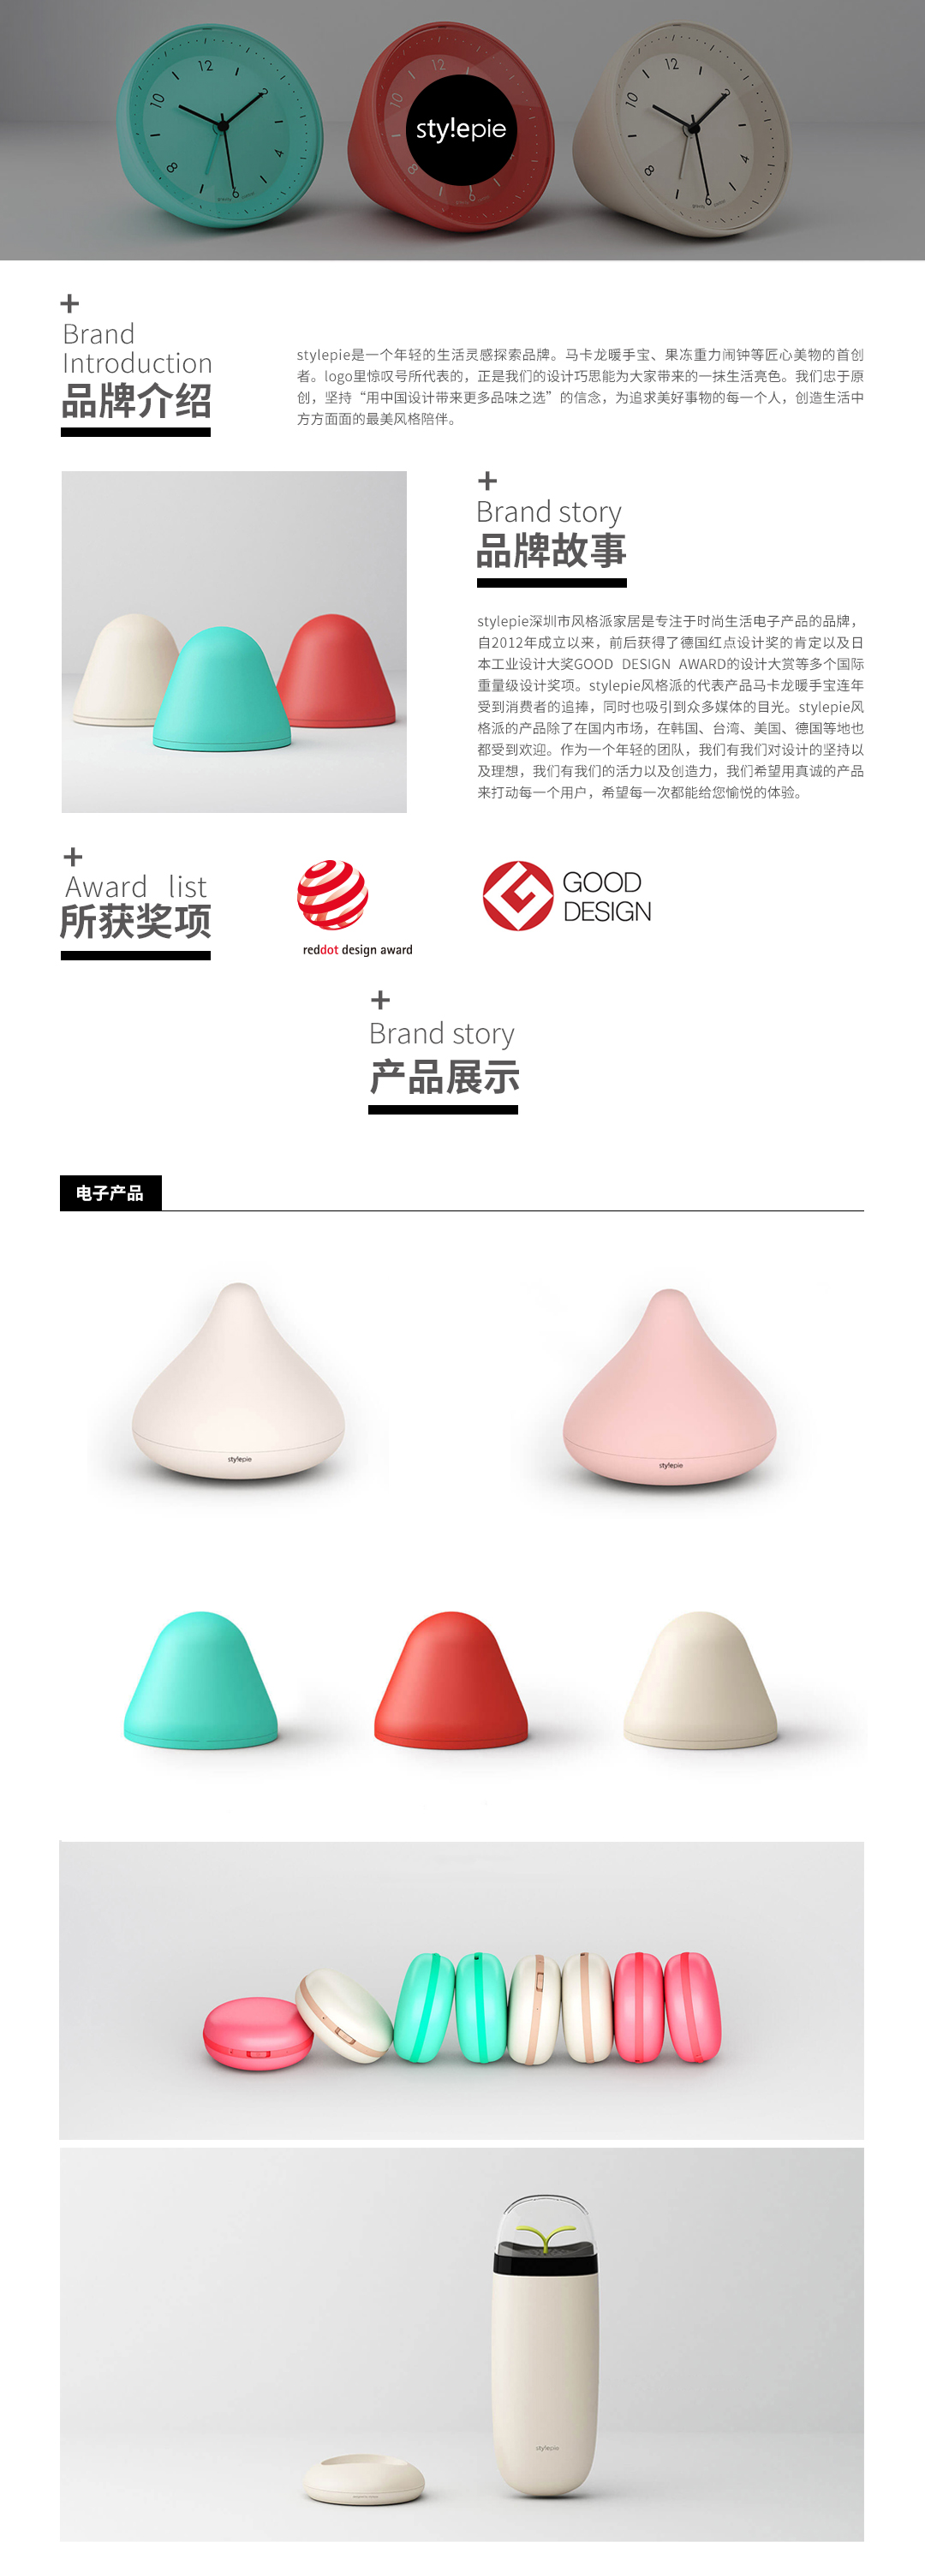 12
10
2
8
4
6
12
10
sty!epie
8
4
6
12
10
2
8
4
6
+
Brand
Introduction
品牌介绍
stylepie是一个年轻的生活灵感探索品牌。马卡龙暖手宝、果冻重力闹钟等匠心美物的首创
者。logo里惊叹号所代表的，正是我们的设计巧思能为大家带来的一抹生活亮色。我们忠于原
创，坚持“用中国设计带来更多品味之选”的信念，为追求美好事物的每一个人，创造生活中
方方面面的最美风格陪伴。
+
Brand story
品牌故事
stylepie深圳市风格派家居是专注于时尚生活电子产品的品牌，
自2012年成立以来，前后获得了德国红点设计奖的肯定以及日
本工业设计大奖GOOD DESIGN AWARD的设计大赏等多个国际
重量级设计奖项。stylepie风格派的代表产品马卡龙暖手宝连年
受到消费者的追捧，同时也吸引到众多媒体的目光。stylepie风
格派的产品除了在国内市场，在韩国、台湾、美国、德国等地也
都受到欢迎。作为一个年轻的团队，我们有我们对设计的坚持以
及理想，我们有我们的活力以及创造力，我们希望用真诚的产品
来打动每一个用户，希望每一次都能给您愉悦的体验。
+
Award list
所获奖项
reddot design award
GOOD
DESIGN
+
Brand story
产品展示
电子产品
sty!epie
sty!epie
sty!epie